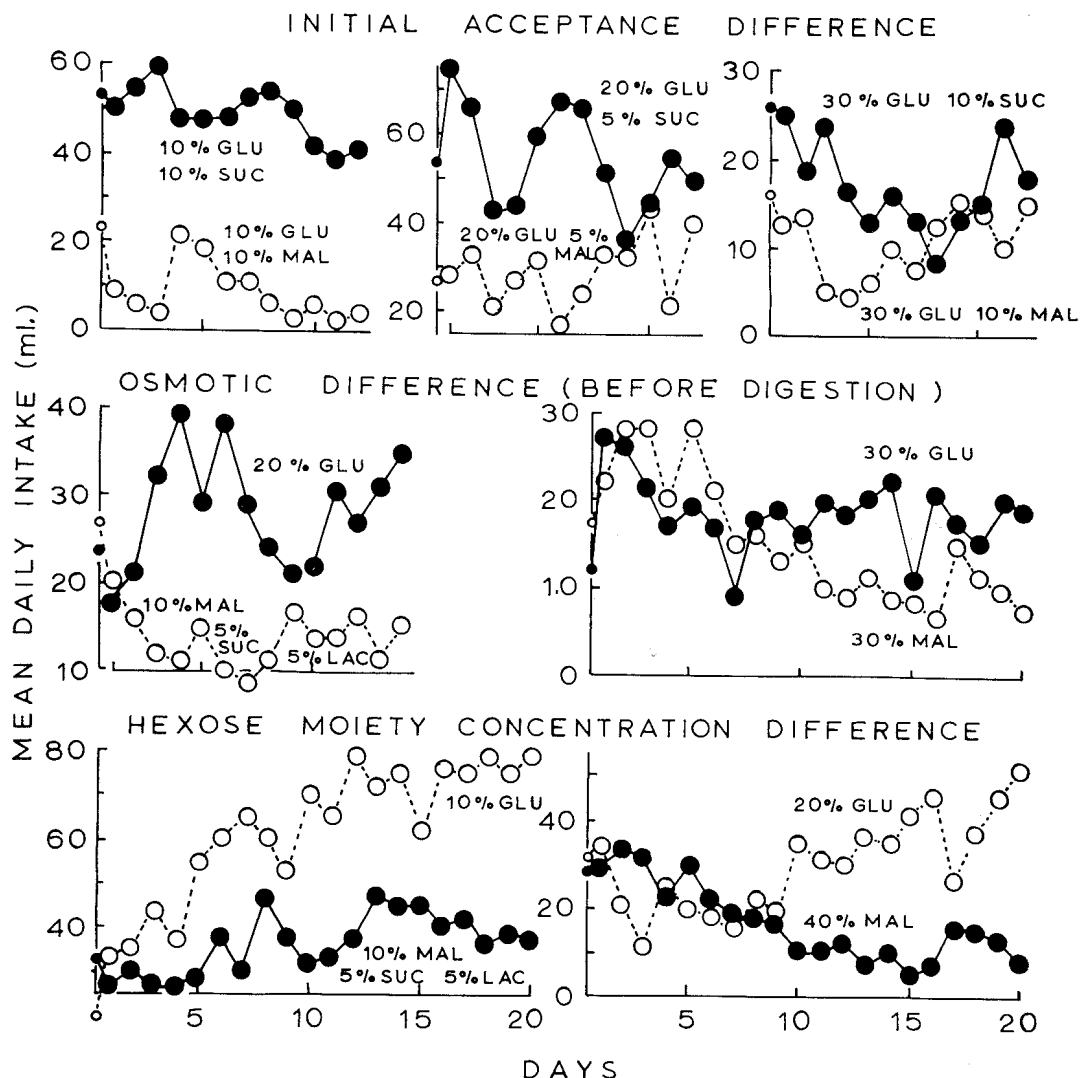 INITIAL ACCEPTANCE DIFFERENCE
60
40
20
0
10% GLU
10% SUC
10% GLU
10% MAL
60
40
20
20% GLU
5% SUC
20% GLU 5%
MAL
30
20
10
0
30% GLU 10% SUC
30% GLU 10% MAL
MEAN DAILY INTAKE (ml.)
OSMOTIC DIFFERENCE (BEFORE DIGESTION)
40
30
20
10
20% GLU
10% MAL
5%
SUC
5% LAC
30
20
10
0
30% GLU
30% MAL
HEXOSE MOIETY CONCENTRATION DIFFERENCE
80
60
40
10% GLU
10% MAL
5% SUC 5% LAC
0
5
10
15
20
40
20
0
20% GLU
40% MAL
5
10
15
20
DAYS